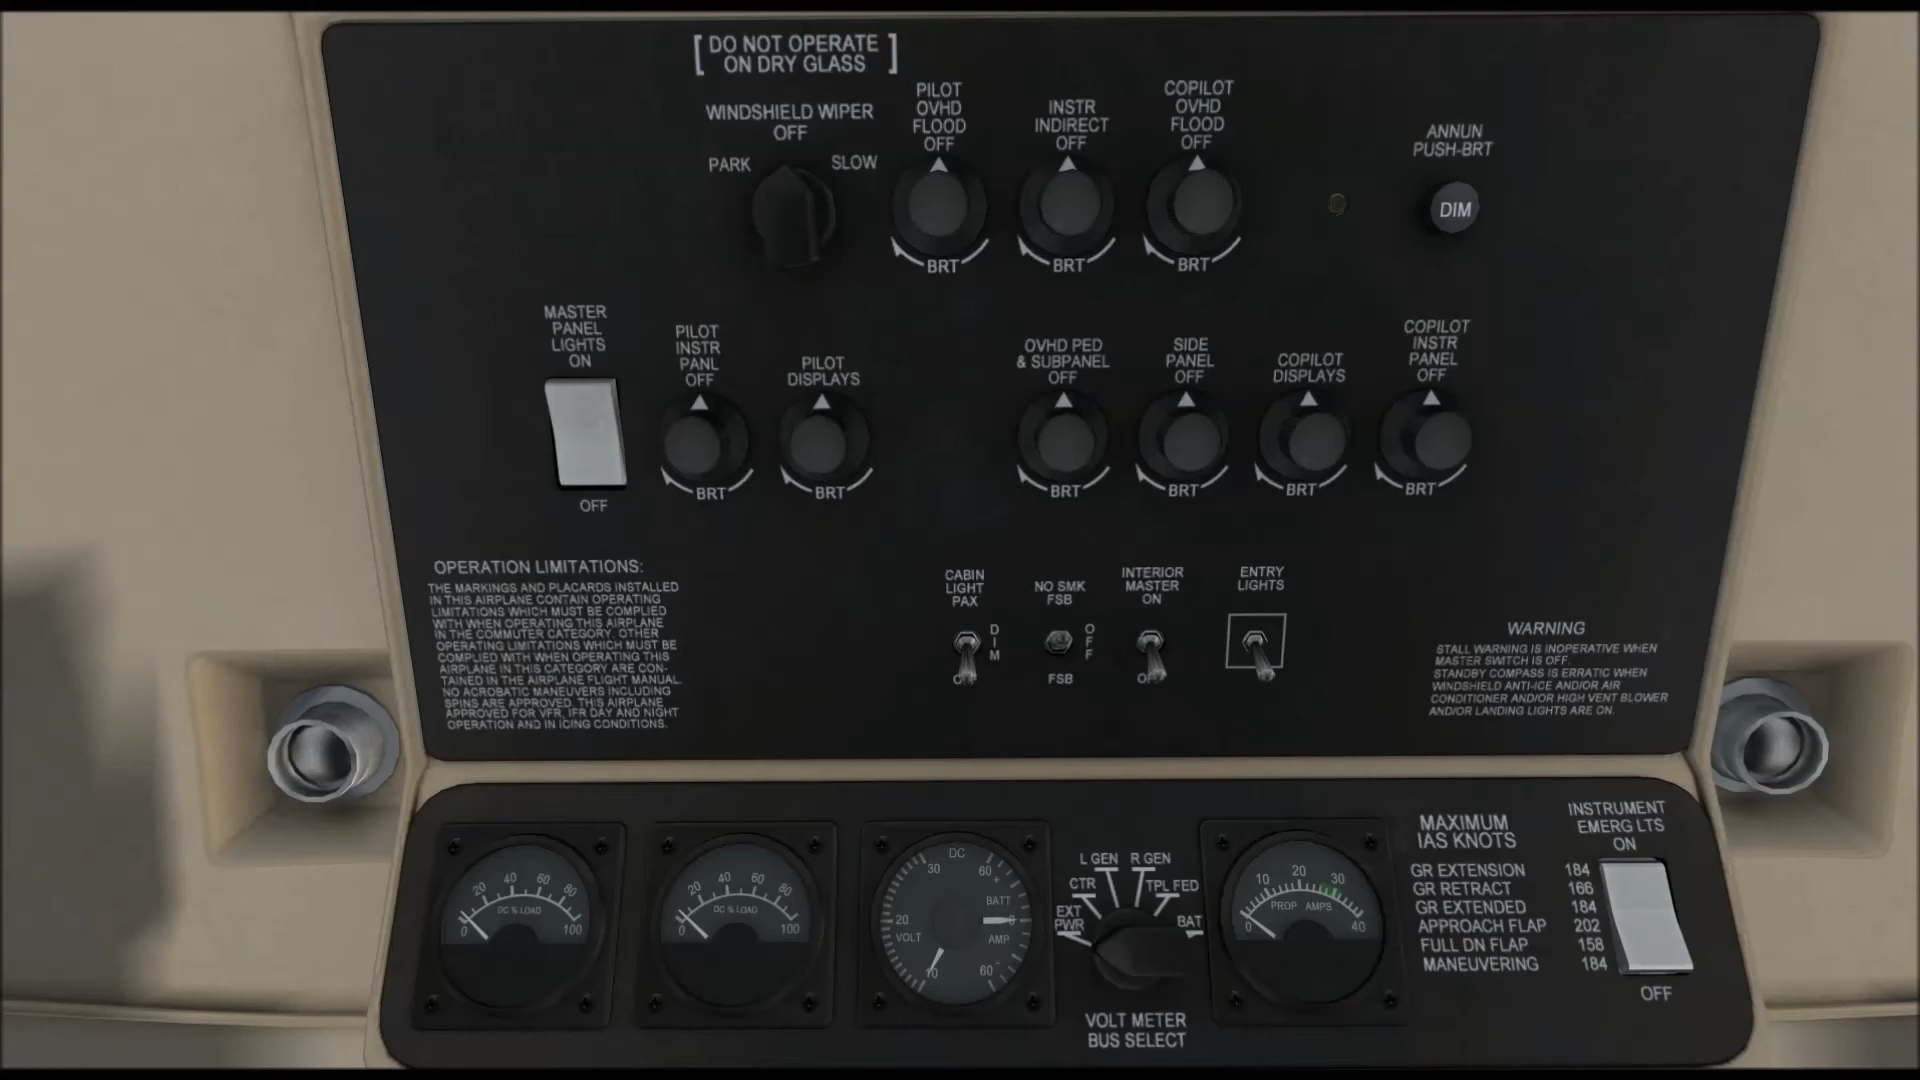 [ DO NOT OPERATE ]
ON DRY GLASS
WINDSHIELD WIPER
OFF
PARK
SLOW
PILOT
OVHD
FLOOD
OFF
BRT
INSTR
INDIRECT
OFF
BRT
COPILOT
OVHD
FLOOD
OFF
BRT
ANNUN
PUSH-BRT
DIM
MASTER
PANEL
LIGHTS
ON
OFF
PILOT
INSTR
PANL
OFF
BRT
PILOT
DISPLAYS
BRT
OVHD PED
& SUBPANEL
OFF
BRT
SIDE
PANEL
OFF
BRT
COPILOT
DISPLAYS
BRT
COPILOT
INSTR
PANEL
OFF
BRT
OPERATION LIMITATIONS:
THE MARKINGS AND PLACARDS INSTALLED
IN THIS AIRPLANE CONTAIN OPERATING
LIMITATIONS WHICH MUST BE COMPLIED
WITH WHEN OPERATING THIS AIRPLANE
IN THE COMMUTER CATEGORY. OTHER
OPERATING LIMITATIONS WHICH MUST BE
COMPLIED WITH WHEN OPERATING THIS
AIRPLANE IN THIS CATEGORY ARE CON-
TAINED IN THE AIRPLANE FLIGHT MANUAL.
NO ACROBATIC MANEUVERS INCLUDING
SPINS ARE APPROVED. THIS AIRPLANE
APPROVED FOR VFR, IFR DAY AND NIGHT
OPERATION AND IN ICING CONDITIONS.
CABIN
LIGHT
PAX
DIM
OFF
NO SMK
FSB
OFF
FSB
INTERIOR
MASTER
ON
OFF
ENTRY
LIGHTS
WARNING
STALL WARNING IS INOPERATIVE WHEN
MASTER SWITCH IS OFF.
STANDBY COMPASS IS ERRATIC WHEN
WINDSHIELD ANTI-ICE AND/OR AIR
CONDITIONER AND/OR HIGH VENT BLOWER
AND/OR LANDING LIGHTS ARE ON.
0 20 40 60 80 100
DC % LOAD
0 20 40 60 80 100
DC % LOAD
DC
30 60 +
BATT
20 0
VOLT AMP
10 60 -
L GEN R GEN
CTR TPL FED
EXT
PWR
BAT
VOLT METER
BUS SELECT
0 10 20 30 40
PROP AMPS
MAXIMUM
IAS KNOTS
GR EXTENSION 184
GR RETRACT 166
GR EXTENDED 184
APPROACH FLAP 202
FULL DN FLAP 158
MANEUVERING 184
INSTRUMENT
EMERG LTS
ON
OFF